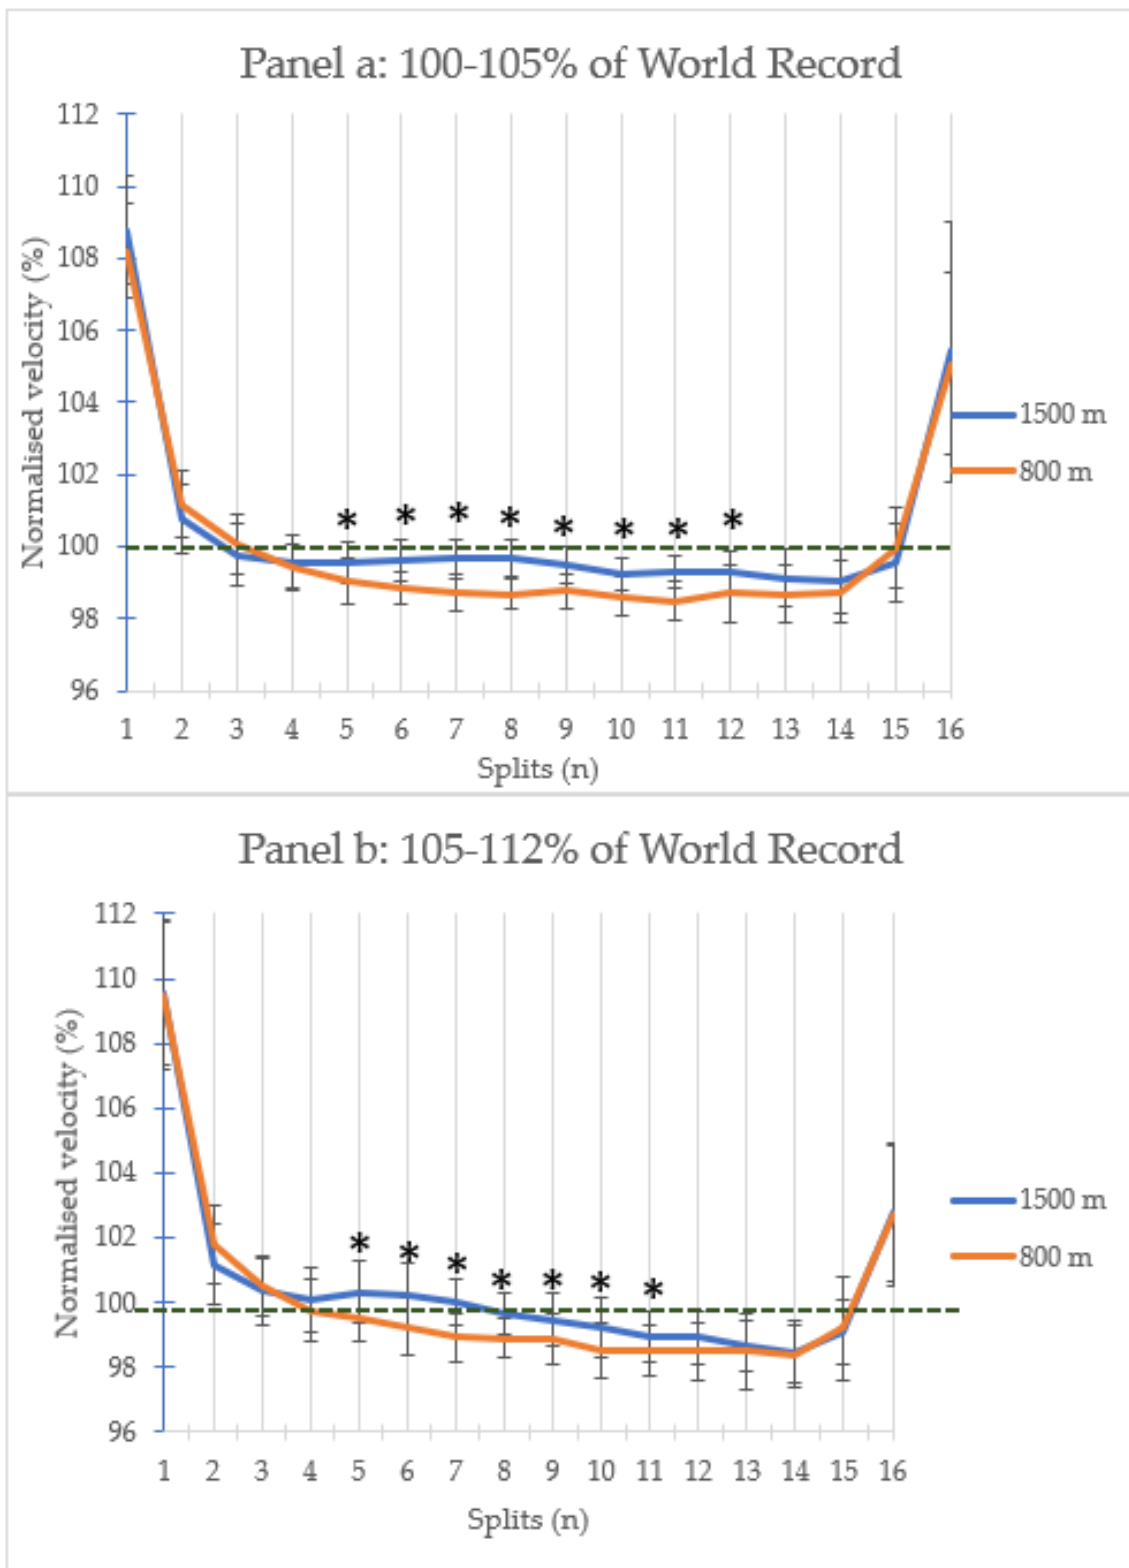 Panel a: 100-105% of World Record
112
110
108
106
104
102
100
98
96
Normalised velocity (%)
* * * * * * * *
1 2 3 4 5 6 7 8 9 10 11 12 13 14 15 16
Splits (n)
1500 m
800 m
Panel b: 105-112% of World Record
112
110
108
106
104
102
100
98
96
Normalised velocity (%)
* * * * * * *
1 2 3 4 5 6 7 8 9 10 11 12 13 14 15 16
Splits (n)
1500 m
800 m